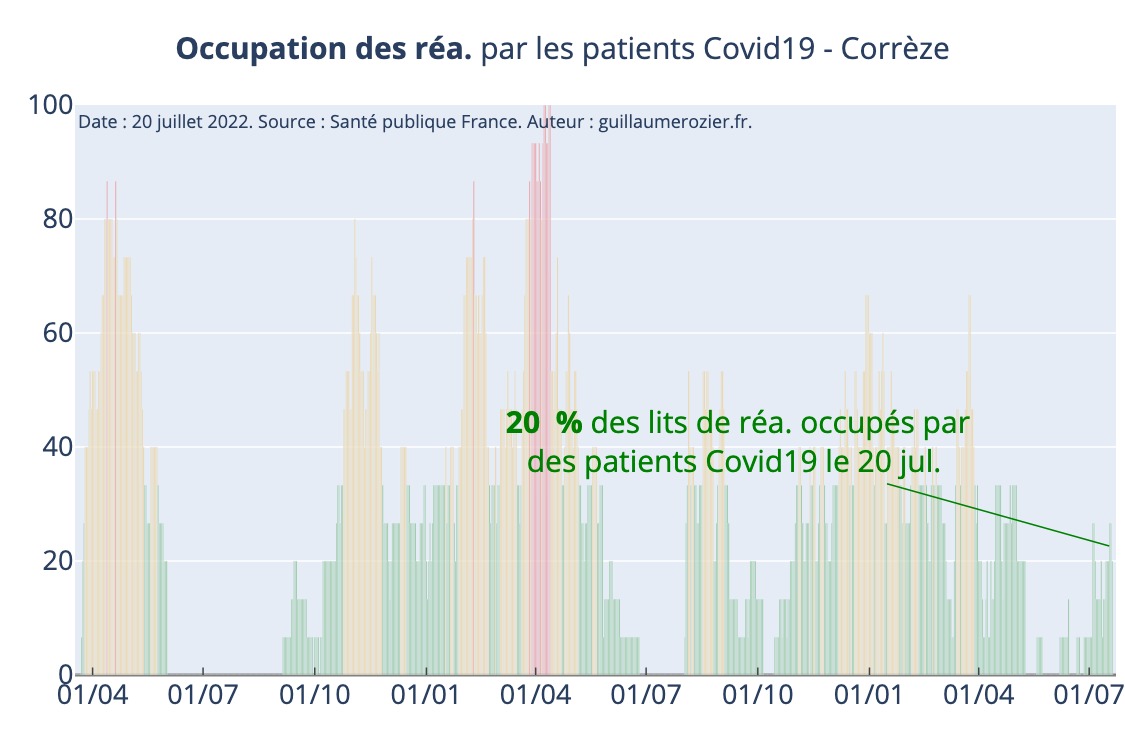 Occupation des réa. par les patients Covid19 - Corrèze
100
Date : 20 juillet 2022. Source : Santé publique France. Auteur : guillaumerozier.fr.
80
60
20 % des lits de réa. occupés par
40
des patients Covid19 le 20 jul.
20
0
01/04 01/07 01/10 01/01 01/04 01/07 01/10 01/01 01/04 01/07